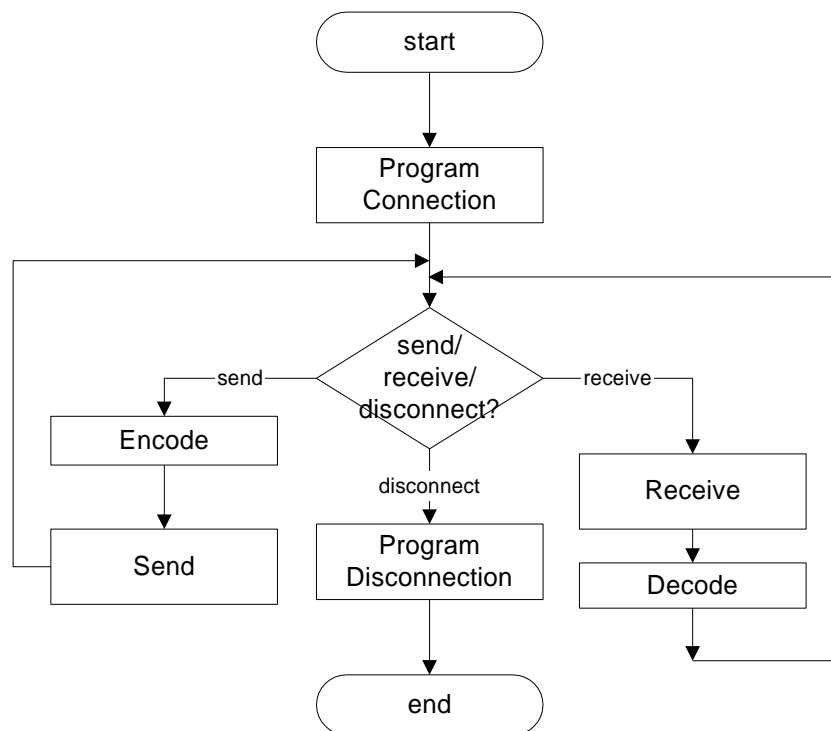 start
Program
Connection
send/
receive/
disconnect?
send
receive
Encode
Send
disconnect
Program
Disconnection
Receive
Decode
end